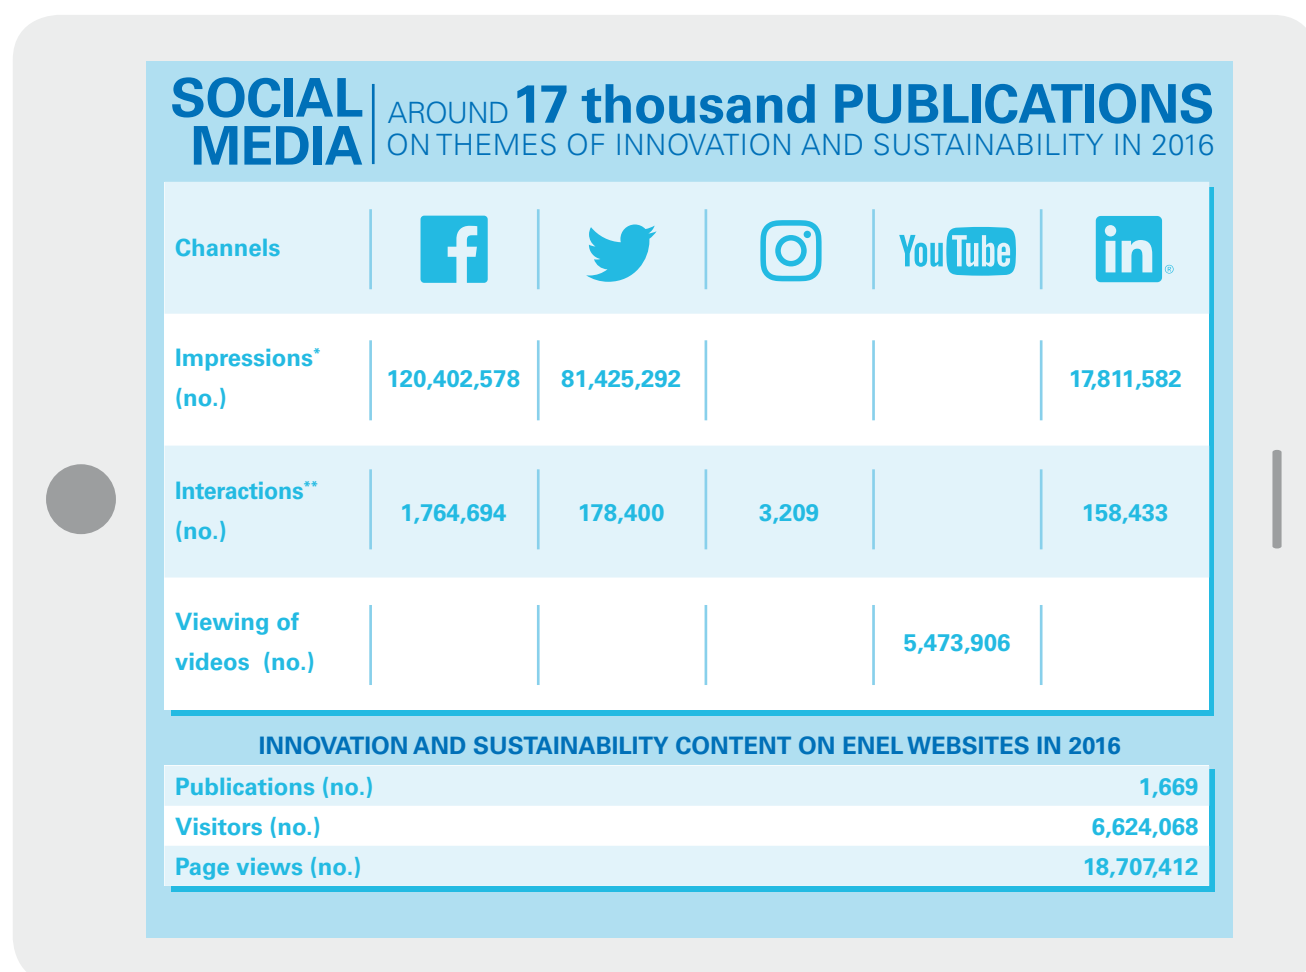 SOCIAL MEDIA
AROUND 17 thousand PUBLICATIONS
ON THEMES OF INNOVATION AND SUSTAINABILITY IN 2016
Channels f YouTube in®
Impressions* (no.) 120,402,578 81,425,292 17,811,582
Interactions** (no.) 1,764,694 178,400 3,209 158,433
Viewing of videos (no.) 5,473,906
INNOVATION AND SUSTAINABILITY CONTENT ON ENEL WEBSITES IN 2016
Publications (no.) 1,669
Visitors (no.) 6,624,068
Page views (no.) 18,707,412